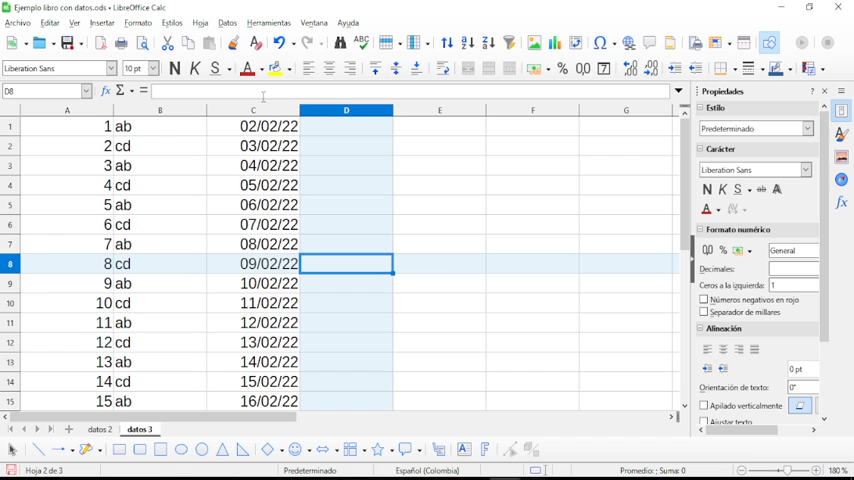 Ejemplo libro con datos.ods - LibreOffice Calc
Archivo Editar Ver Insertar Formato Estilos Hoja Datos Herramientas Ventana Ayuda
Liberation Sans 10 pt N K S A
D8 fx Σ =
Propiedades
A B C D E F G
1 1 ab 02/02/22
2 2 cd 03/02/22
3 3 ab 04/02/22
4 4 cd 05/02/22
5 5 ab 06/02/22
6 6 cd 07/02/22
7 7 ab 08/02/22
8 8 cd 09/02/22
9 9 ab 10/02/22
10 10 cd 11/02/22
11 11 ab 12/02/22
12 12 cd 13/02/22
13 13 ab 14/02/22
14 14 cd 15/02/22
15 15 ab 16/02/22
Estilo
Predeterminado
Carácter
Liberation Sans
N K S ab A
Formato numérico
General
Decimales:
Ceros a la izquierda: 1
Números negativos en rojo
Separador de millares
Alineación
0 pt
Orientación de texto: 0°
Apilado verticalmente
datos 2 datos 3
Hoja 2 de 3 Predeterminado Español (Colombia) Promedio: ; Suma: 0 180 %